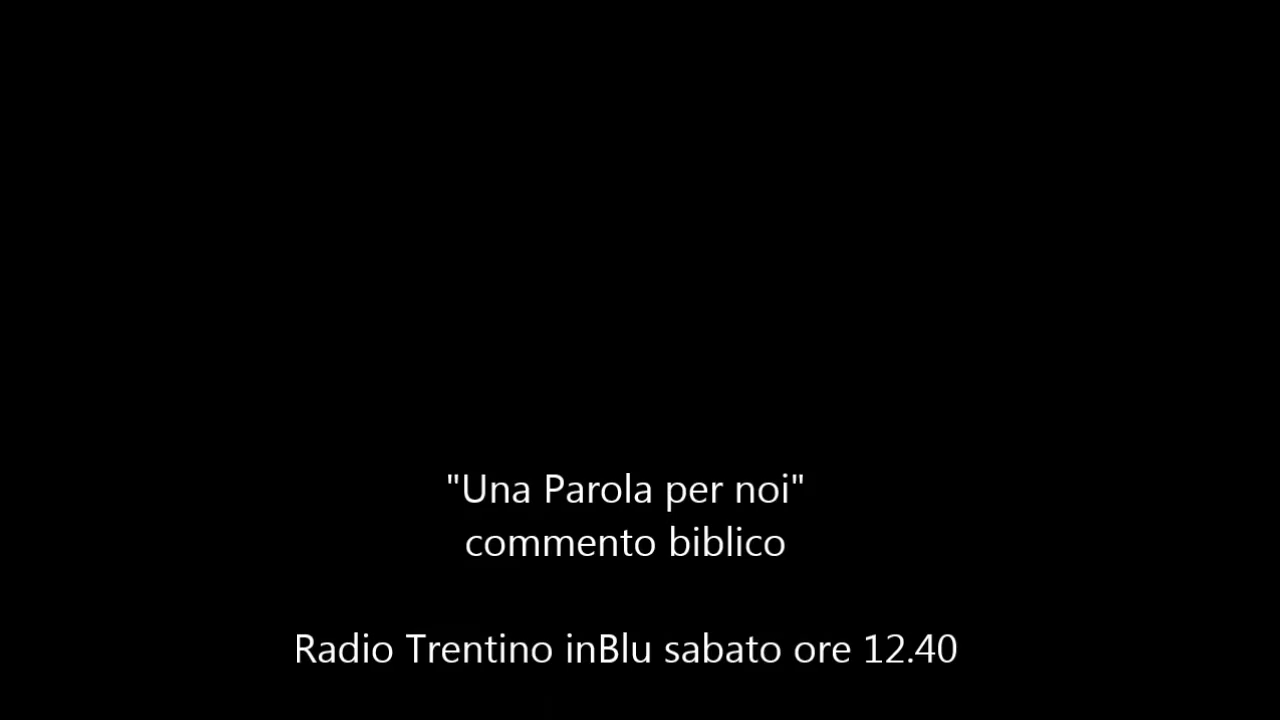 "Una Parola per noi"
commento biblico
Radio Trentino inBlu sabato ore 12.40